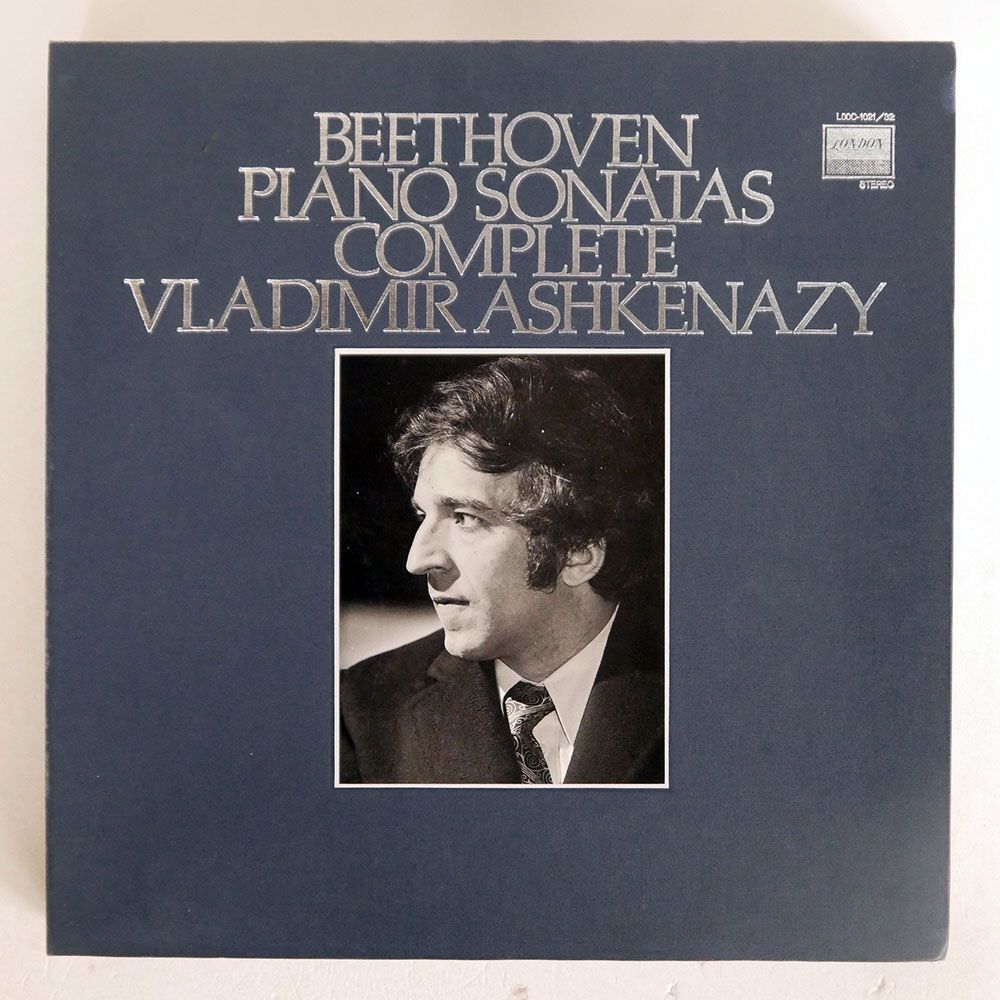 BEETHOVEN
PIANO SONATAS
COMPLETE
VLADIMIR ASHKENAZY
L00C-1021/32
LONDON
STEREO